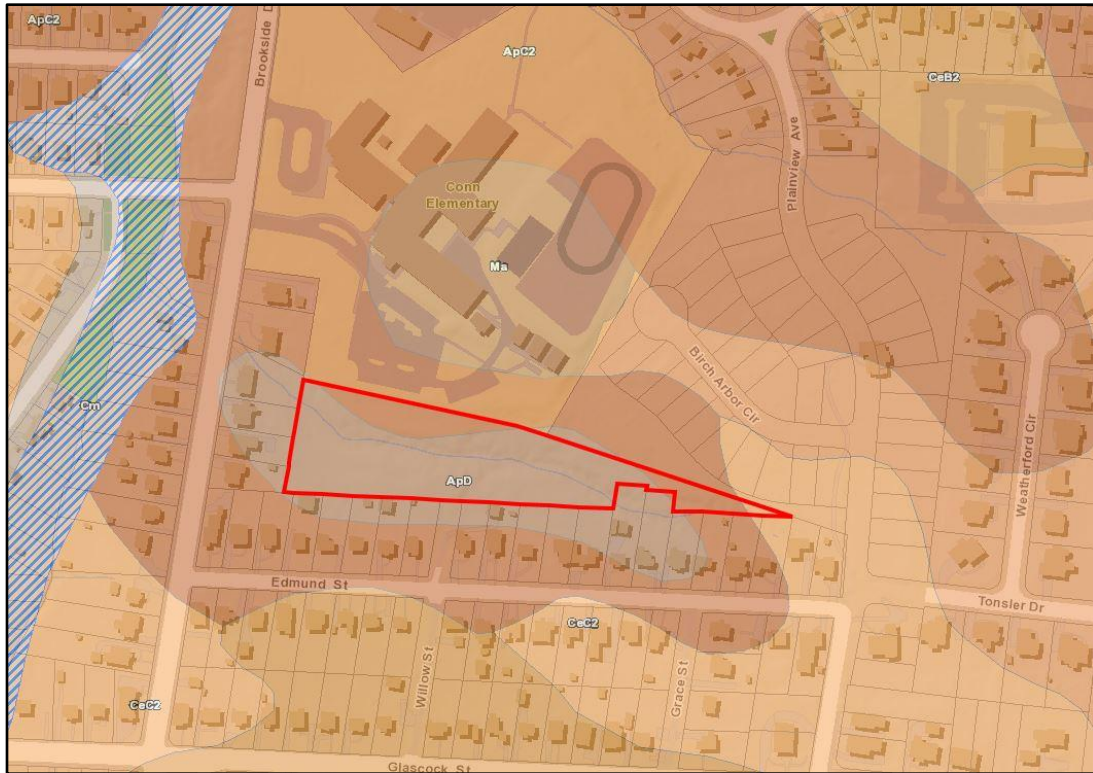 ApC2
Brookside D
ApC2
CeB2
Plainview Ave
Conn
Elementary
Ma
Birch Arbor Cir
Weatherford Cir
Cm
ApD
Edmund St
Tonsler Dr
CeC2
Willow St
Grace St
CeC2
Glascock St